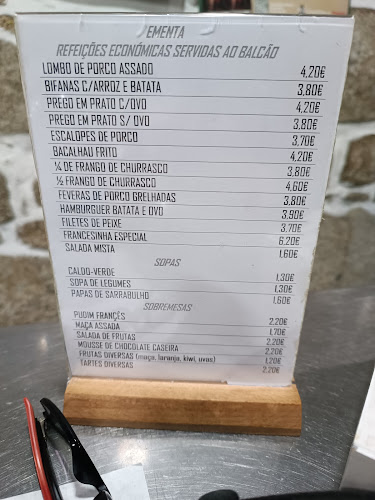 EMENTA
REFEIÇÕES ECONÓMICAS SERVIDAS AO BALCÃO
LOMBO DE PORCO ASSADO 4,20€
BIFANAS C/ARROZ E BATATA 3,80€
PREGO EM PRATO C/OVO 4,20€
PREGO EM PRATO S/ OVO 3,80€
ESCALOPES DE PORCO 3,70€
BACALHAU FRITO 4,20€
¼ DE FRANGO DE CHURRASCO 3,80€
½ FRANGO DE CHURRASCO 4,60€
FEVERAS DE PORCO GRELHADAS 3,80€
HAMBURGUER BATATA E OVO 3,90€
FILETES DE PEIXE 3,70€
FRANCESINHA ESPECIAL 6,20€
SALADA MISTA 1,60€
SOPAS
CALDO-VERDE 1,30€
SOPA DE LEGUMES 1,30€
PAPAS DE SARRABULHO 1,60€
SOBREMESAS
PUDIM FRANCÊS 2,20€
MAÇA ASSADA 1,70€
SALADA DE FRUTAS 2,20€
MOUSSE DE CHOCOLATE CASEIRA 2,20€
FRUTAS DIVERSAS (maça, laranja, kiwi, uvas) 1,20€
TARTES DIVERSAS 2,20€